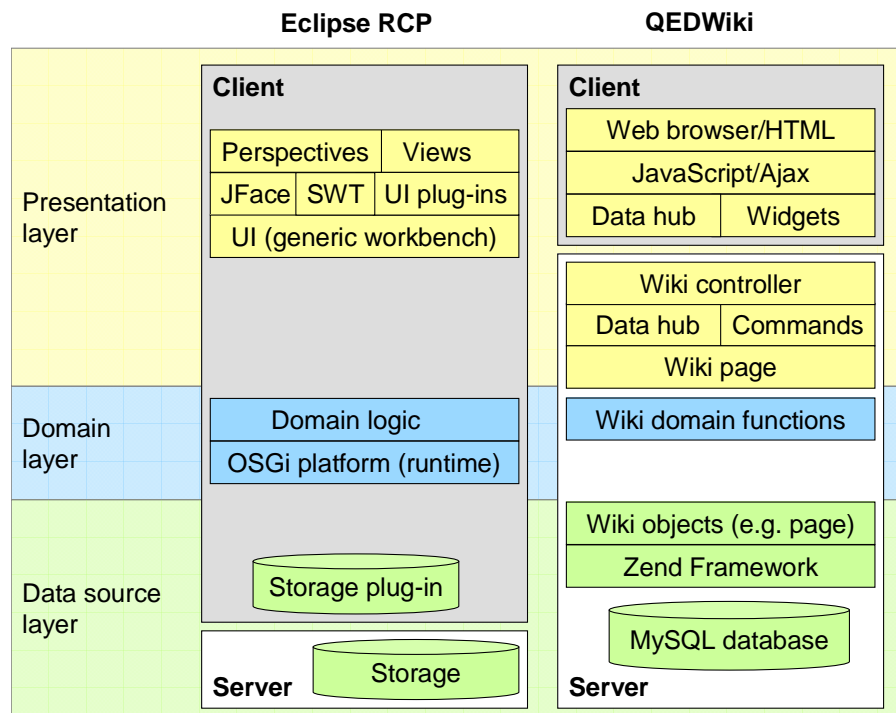 Eclipse RCP
QEDWiki
Presentation
layer
Domain
layer
Data source
layer
Client
Perspectives
Views
JFace
SWT
UI plug-ins
UI (generic workbench)
Domain logic
OSGi platform (runtime)
Storage plug-in
Storage
Server
Client
Web browser/HTML
JavaScript/Ajax
Data hub
Widgets
Wiki controller
Data hub
Commands
Wiki page
Wiki domain functions
Wiki objects (e.g. page)
Zend Framework
MySQL database
Server